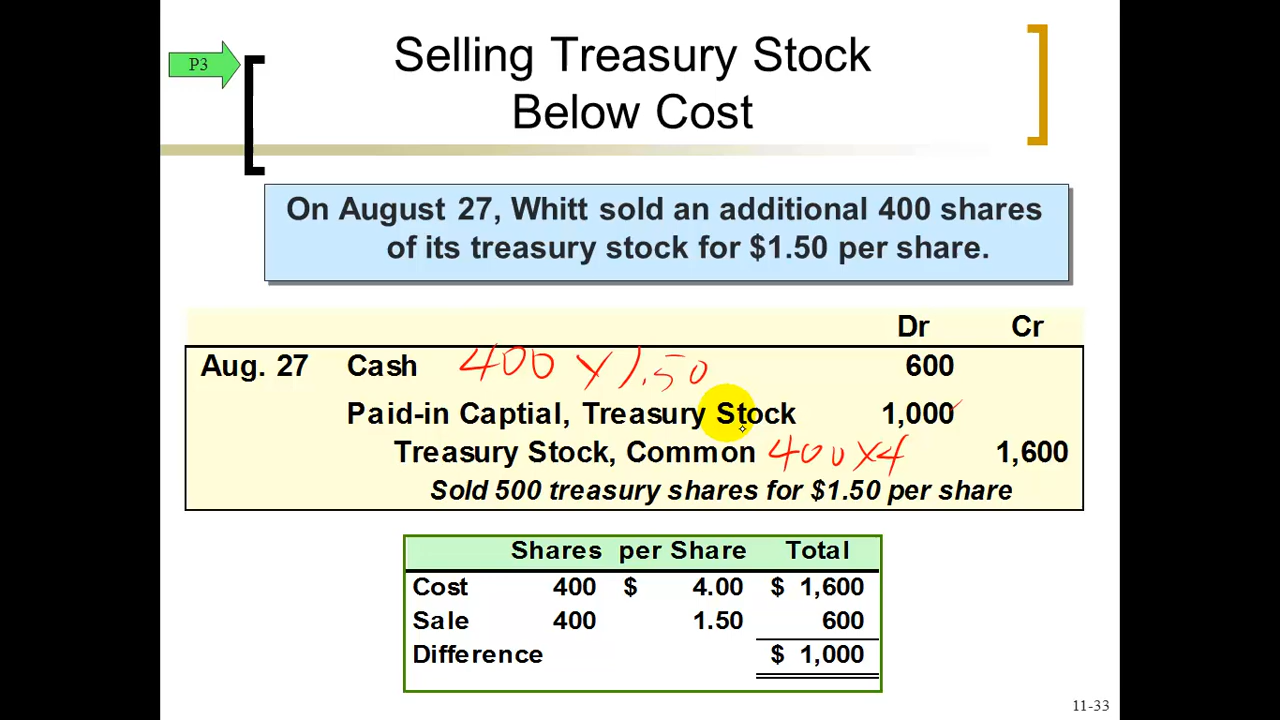 P3
Selling Treasury Stock
Below Cost
On August 27, Whitt sold an additional 400 shares
of its treasury stock for $1.50 per share.
Dr Cr
Aug. 27 Cash 400 x 1.50 600
Paid-in Captial, Treasury Stock 1,000
Treasury Stock, Common 400 x 4 1,600
Sold 500 treasury shares for $1.50 per share
Shares per Share Total
Cost 400 $ 4.00 $ 1,600
Sale 400 1.50 600
Difference $ 1,000
11-33